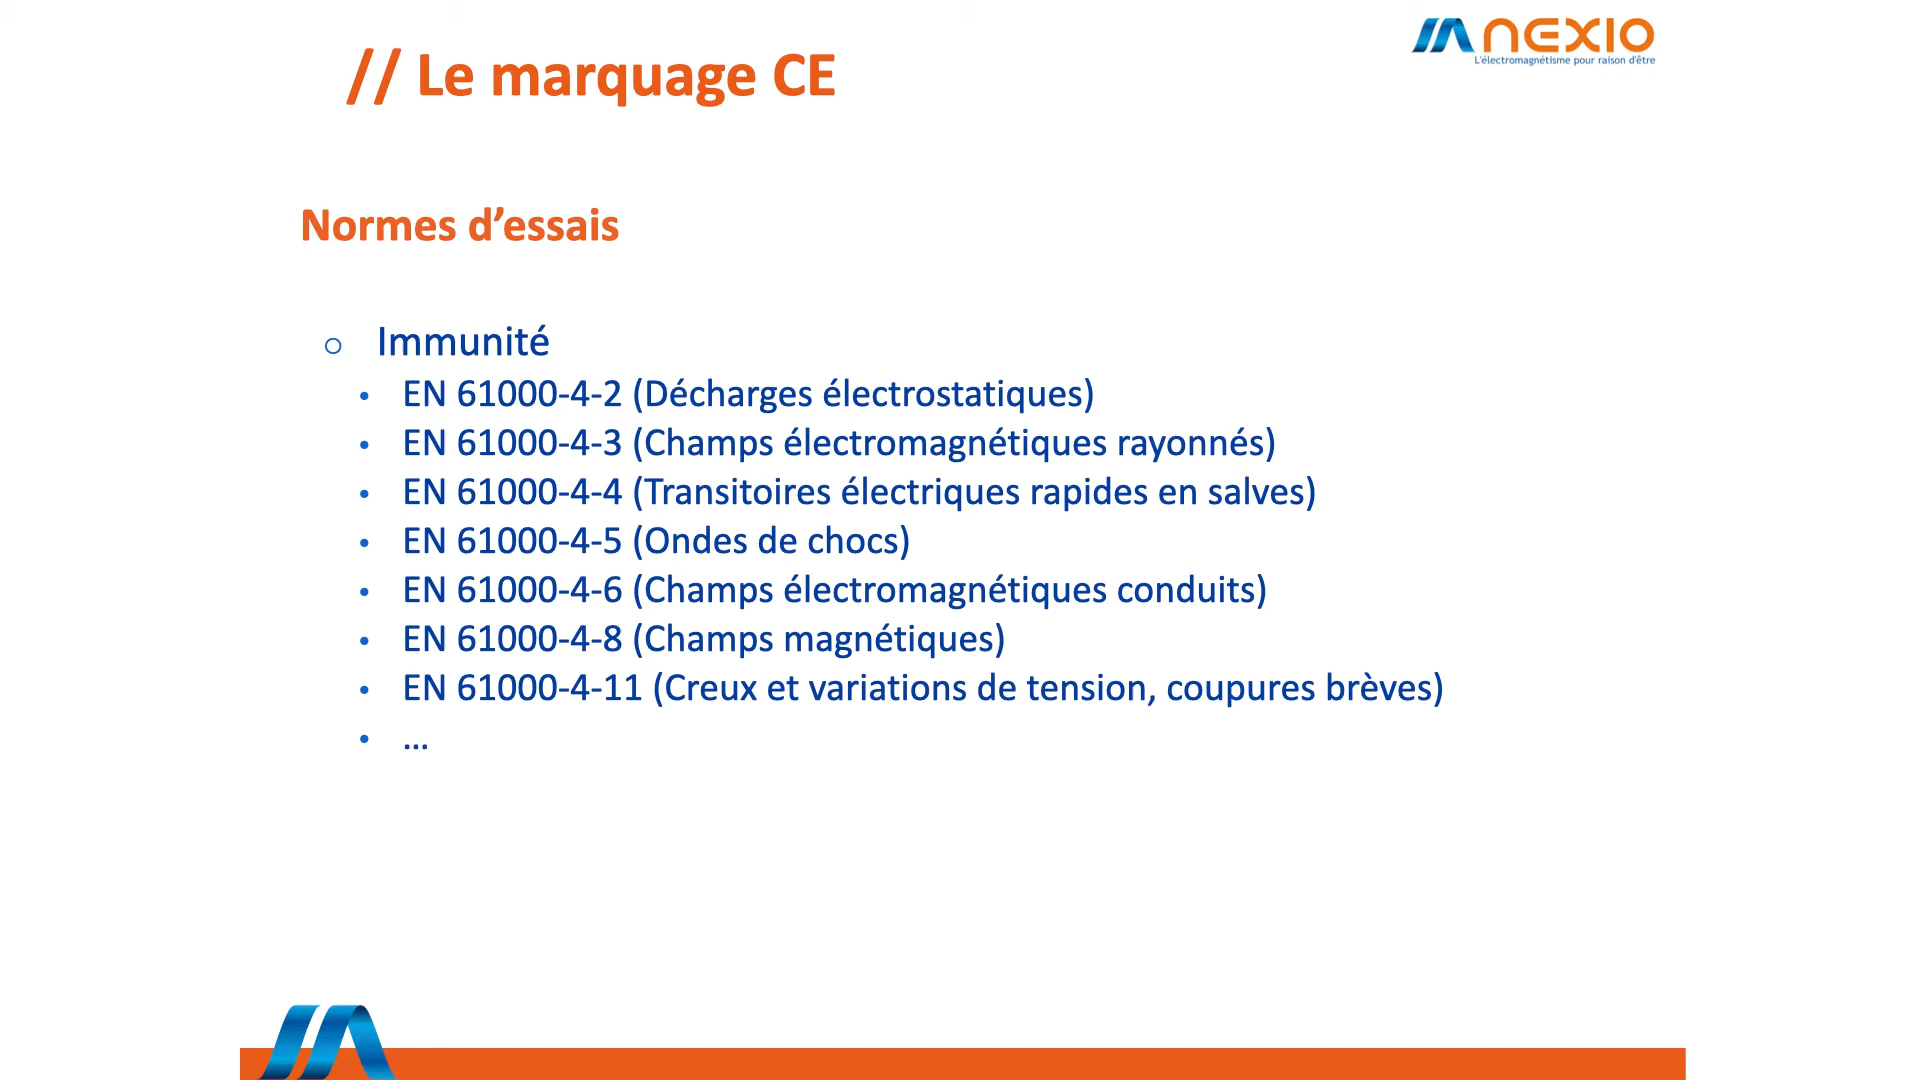 // Le marquage CE
nexio
L'électromagnétisme pour raison d'être
Normes d’essais
○ Immunité
• EN 61000-4-2 (Décharges électrostatiques)
• EN 61000-4-3 (Champs électromagnétiques rayonnés)
• EN 61000-4-4 (Transitoires électriques rapides en salves)
• EN 61000-4-5 (Ondes de chocs)
• EN 61000-4-6 (Champs électromagnétiques conduits)
• EN 61000-4-8 (Champs magnétiques)
• EN 61000-4-11 (Creux et variations de tension, coupures brèves)
• ...